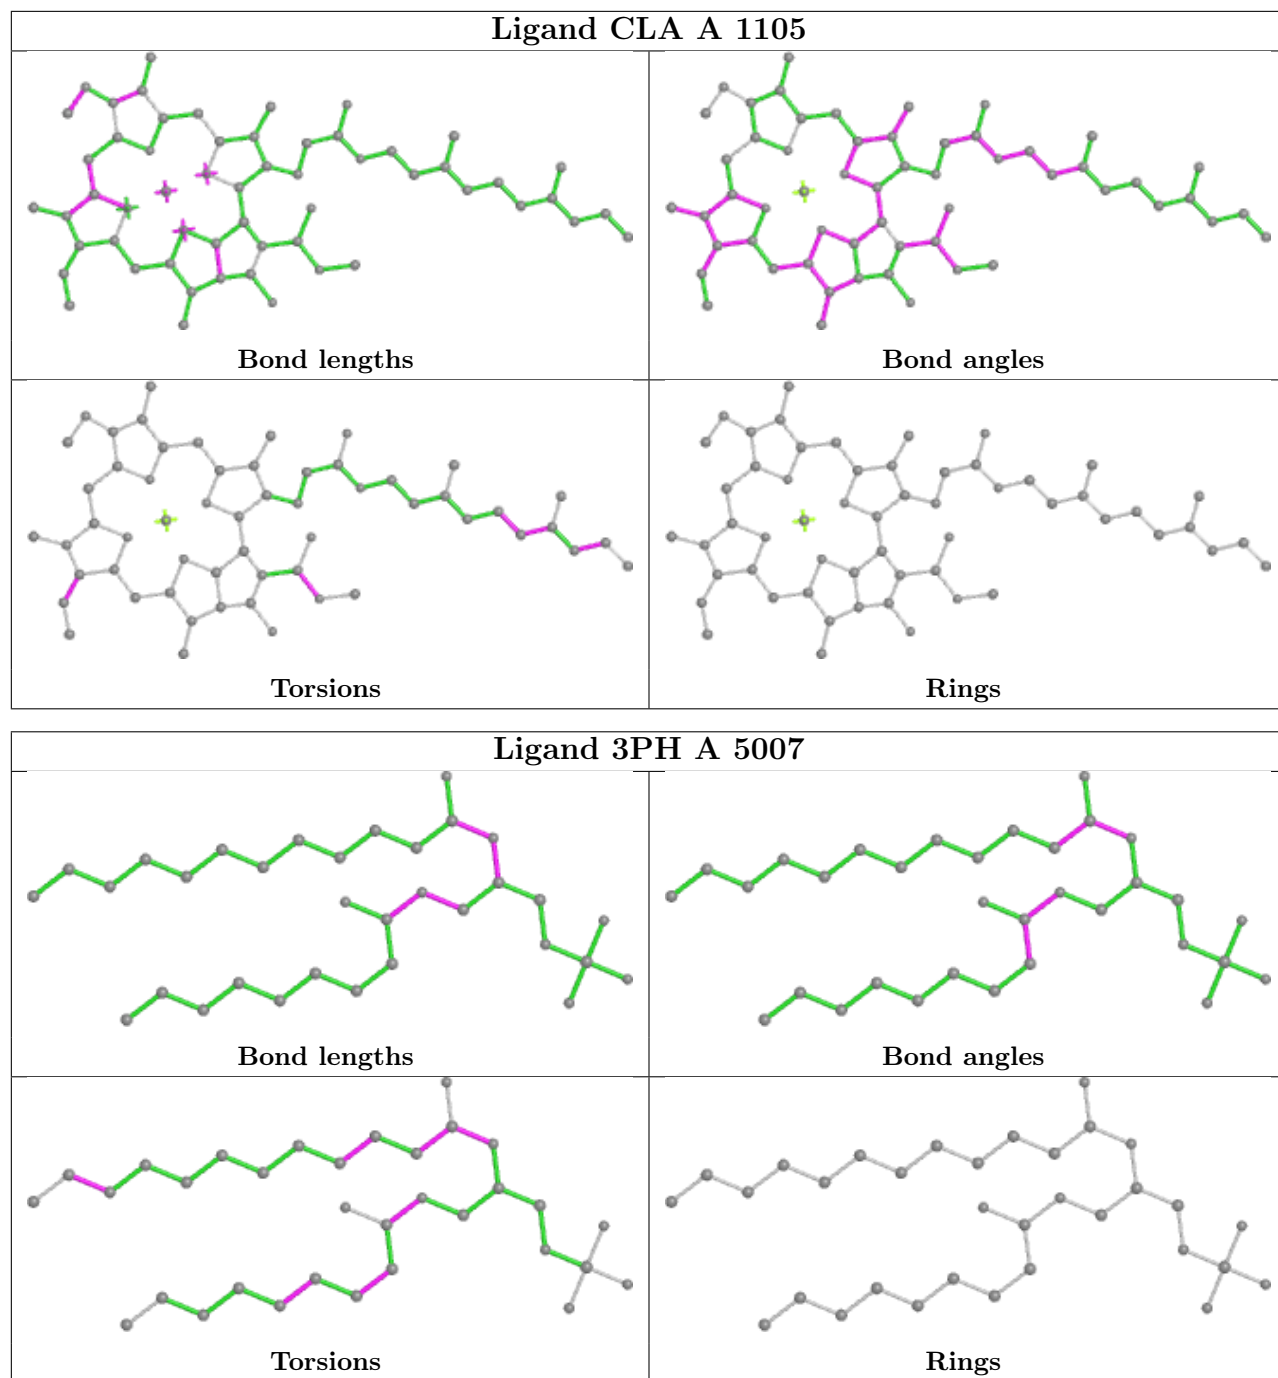 Ligand CLA A 1105
Bond lengths
Bond angles
Torsions
Rings
Ligand 3PH A 5007
Bond lengths
Bond angles
Torsions
Rings